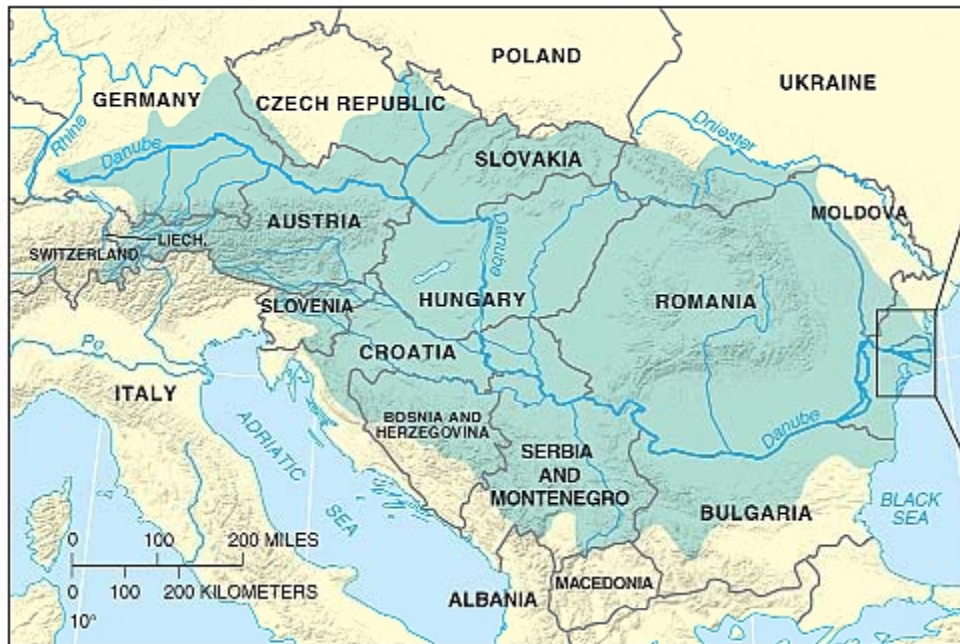 POLAND
UKRAINE
GERMANY
CZECH REPUBLIC
Rhine
Danube
Dniester
SLOVAKIA
MOLDOVA
AUSTRIA
LIECH.
SWITZERLAND
Danube
SLOVENIA
HUNGARY
ROMANIA
CROATIA
Po
ITALY
BOSNIA AND
HERZEGOVINA
ADRIATIC
SEA
Danube
SERBIA
AND
MONTENEGRO
BULGARIA
BLACK
SEA
0 100 200 MILES
0 100 200 KILOMETERS
MACEDONIA
ALBANIA
10°